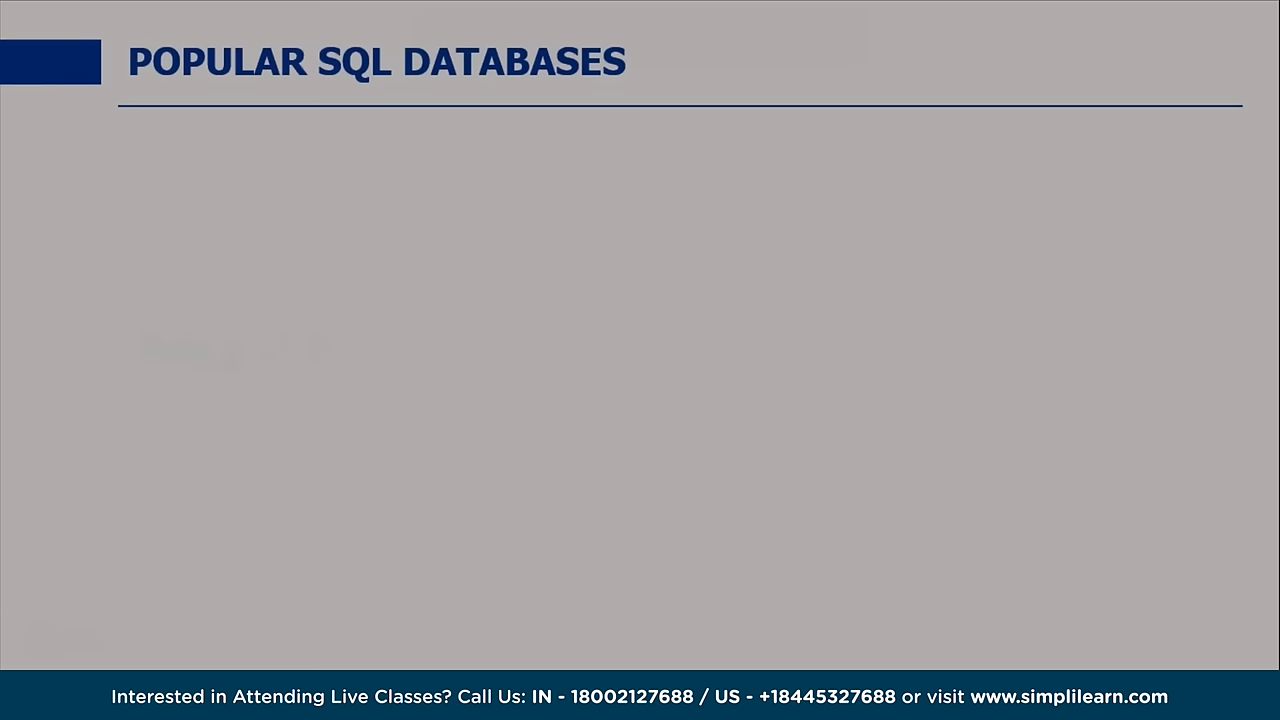 POPULAR SQL DATABASES
Interested in Attending Live Classes? Call Us: IN - 18002127688 / US - +18445327688 or visit www.simplilearn.com